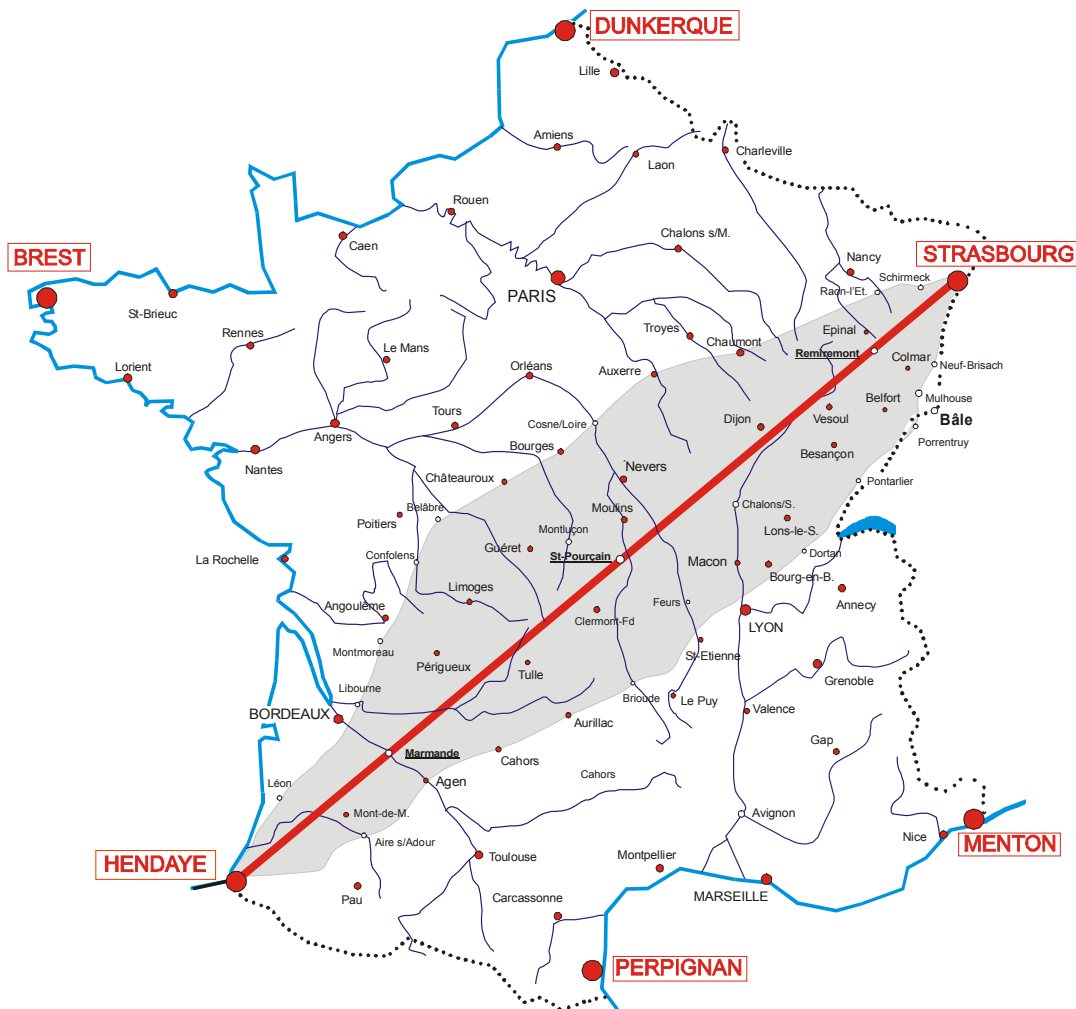 DUNKERQUE
Lille
Amiens
Laon
Charleville
Rouen
Caen
Chalons s/M.
Nancy
STRASBOURG
BREST
Schirmeck
Raon-l'Et.
PARIS
St-Brieuc
Troyes
Epinal
Rennes
Le Mans
Chaumont
Remiremont
Colmar
Neuf-Brisach
Lorient
Orléans
Auxerre
Belfort
Mulhouse
Tours
Cosne/Loire
Dijon
Vesoul
Bâle
Angers
Bourges
Besançon
Porrentruy
Nantes
Nevers
Châteauroux
Pontarlier
Belâbre
Moulins
Chalons/S.
Poitiers
Montluçon
Lons-le-S.
Guéret
St-Pourçain
Dortan
La Rochelle
Confolens
Macon
Bourg-en-B.
Limoges
Feurs
Annecy
Angoulème
Clermont-Fd
LYON
Montmoreau
Périgueux
Tulle
St-Etienne
Grenoble
Libourne
Brioude
Le Puy
BORDEAUX
Aurillac
Valence
Marmande
Cahors
Gap
Léon
Agen
Cahors
Mont-de-M.
Avignon
Aire s/Adour
Nice
MENTON
HENDAYE
Toulouse
Montpellier
Pau
Carcassonne
MARSEILLE
PERPIGNAN